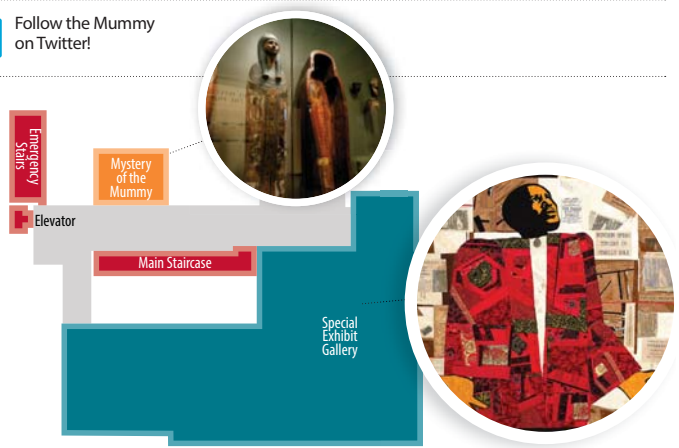 Follow the Mummy
on Twitter!
Emergency
Stairs
Mystery
of the
Mummy
Elevator
Main Staircase
Special
Exhibit
Gallery